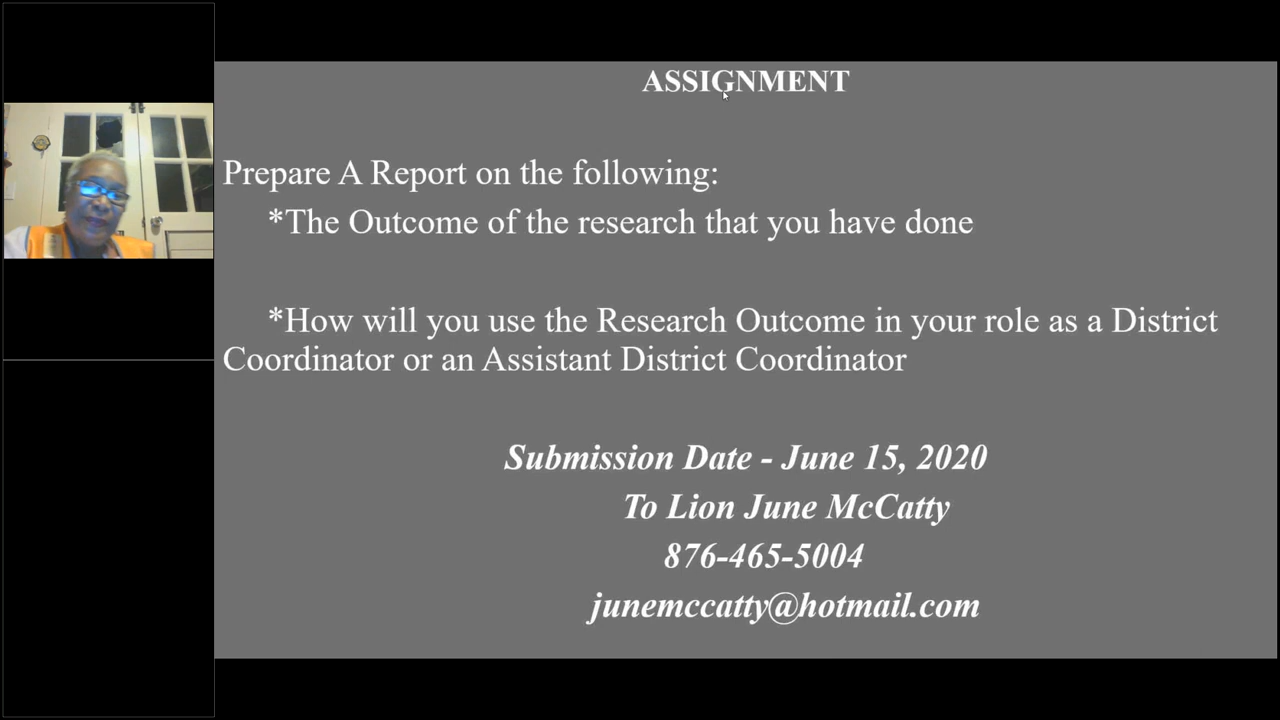 ASSIGNMENT
Prepare A Report on the following:
*The Outcome of the research that you have done
*How will you use the Research Outcome in your role as a District
Coordinator or an Assistant District Coordinator
Submission Date - June 15, 2020
To Lion June McCatty
876-465-5004
junemccatty@hotmail.com